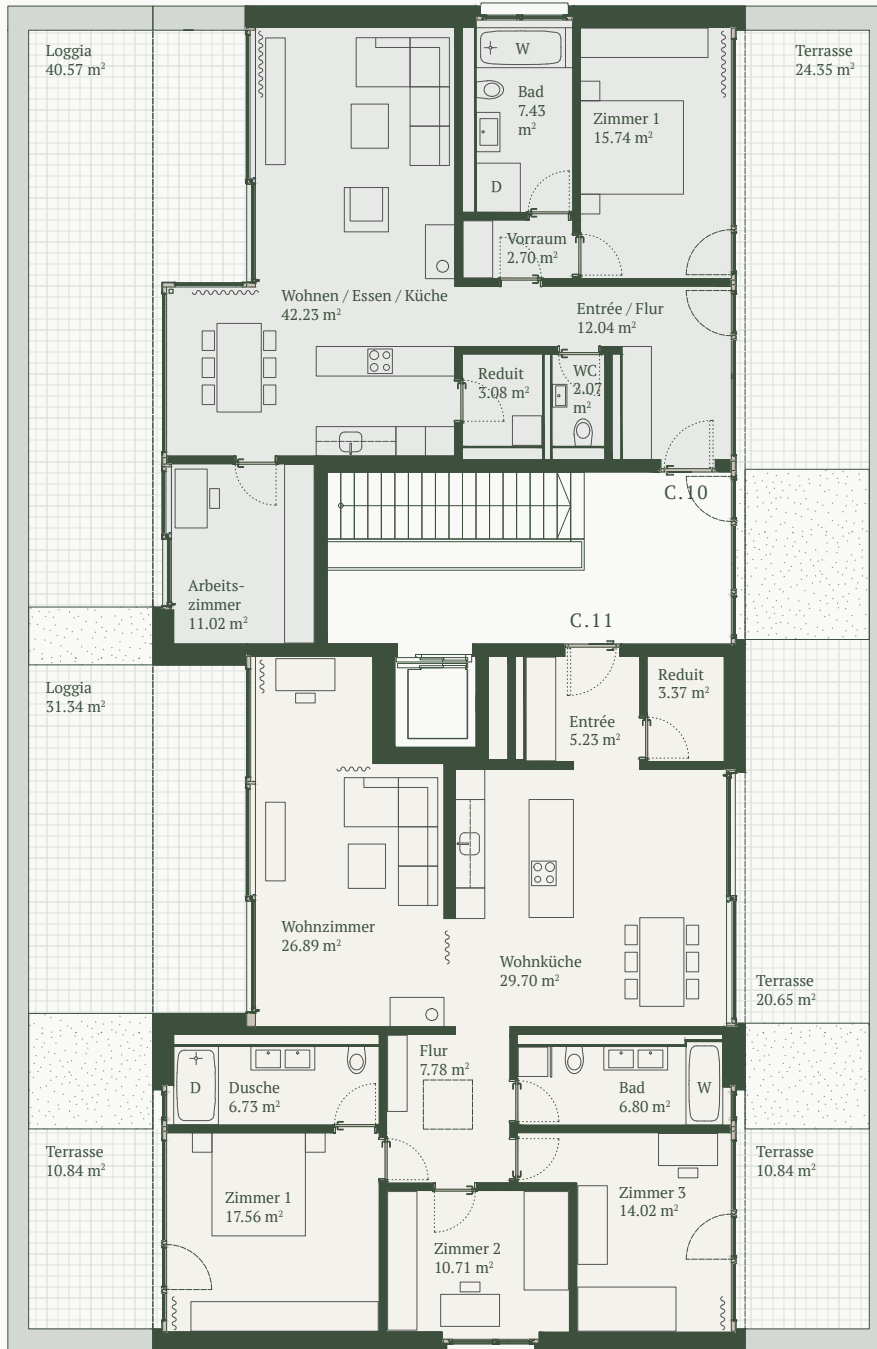 Loggia
40.57 m²
W
Bad
7.43
m²
Zimmer 1
15.74 m²
Terrasse
24.35 m²
D
Vorraum
2.70 m²
Wohnen / Essen / Küche
42.23 m²
Entrée / Flur
12.04 m²
Reduit
3.08 m²
WC
2.07
m²
C.10
Arbeits-
zimmer
11.02 m²
C.11
Loggia
31.34 m²
Reduit
3.37 m²
Entrée
5.23 m²
Wohnzimmer
26.89 m²
Wohnküche
29.70 m²
Terrasse
20.65 m²
Flur
7.78 m²
D
Dusche
6.73 m²
Bad
6.80 m²
W
Terrasse
10.84 m²
Terrasse
10.84 m²
Zimmer 1
17.56 m²
Zimmer 3
14.02 m²
Zimmer 2
10.71 m²